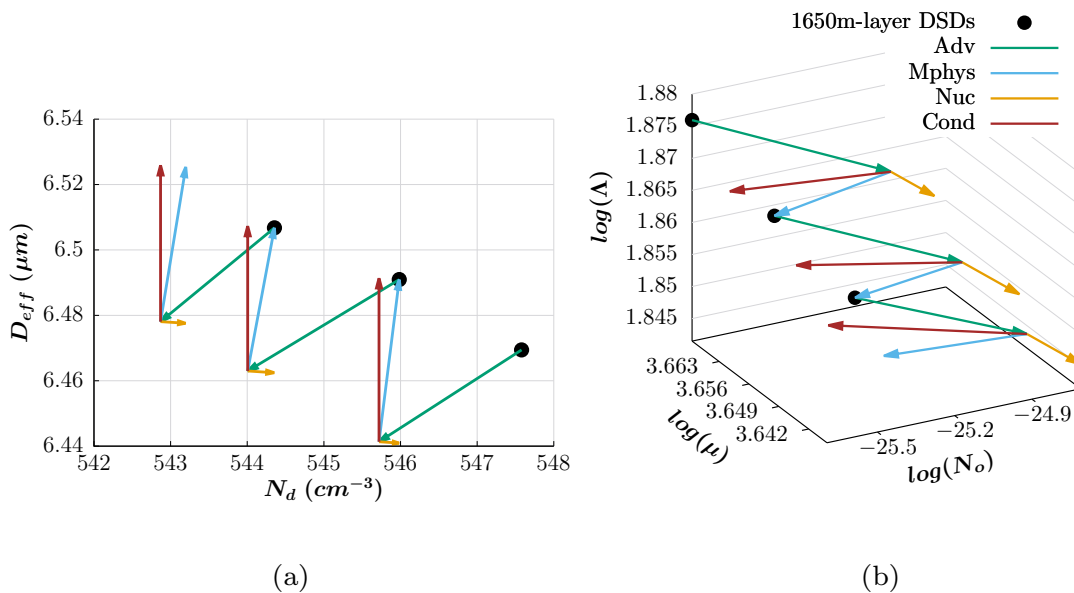 6.54
6.52
6.5
6.48
6.46
6.44
D_eff (μm)
542 543 544 545 546 547 548
N_d (cm^−3)
(a)
1650m-layer DSDs
Adv
Mphys
Nuc
Cond
1.88
1.875
1.87
1.865
1.86
1.855
1.85
1.845
log(Λ)
3.663
3.656
3.649
3.642
log(μ)
−25.5
−25.2
−24.9
log(N_o)
(b)